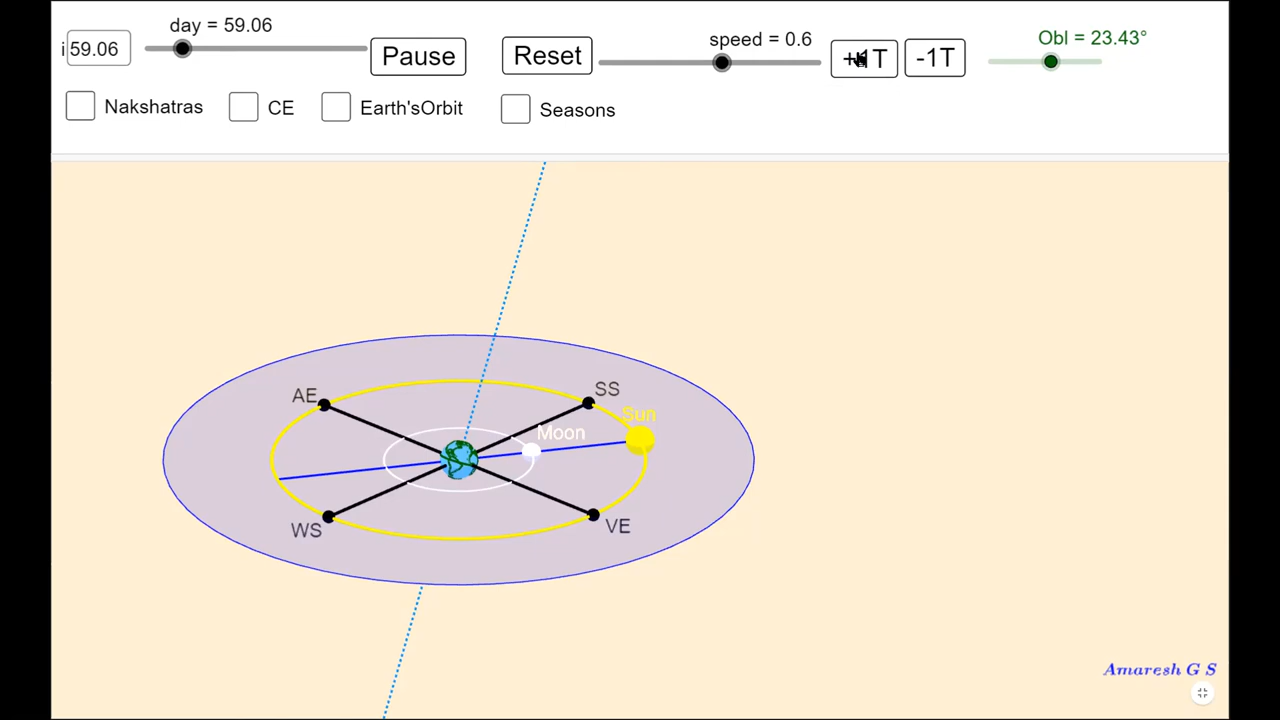 day = 59.06
i 59.06
Pause
Reset
speed = 0.6
-1T
Obl = 23.43°
Nakshatras
CE
Earth'sOrbit
Seasons
AE
SS
Sun
Moon
WS
VE
Amaresh G S